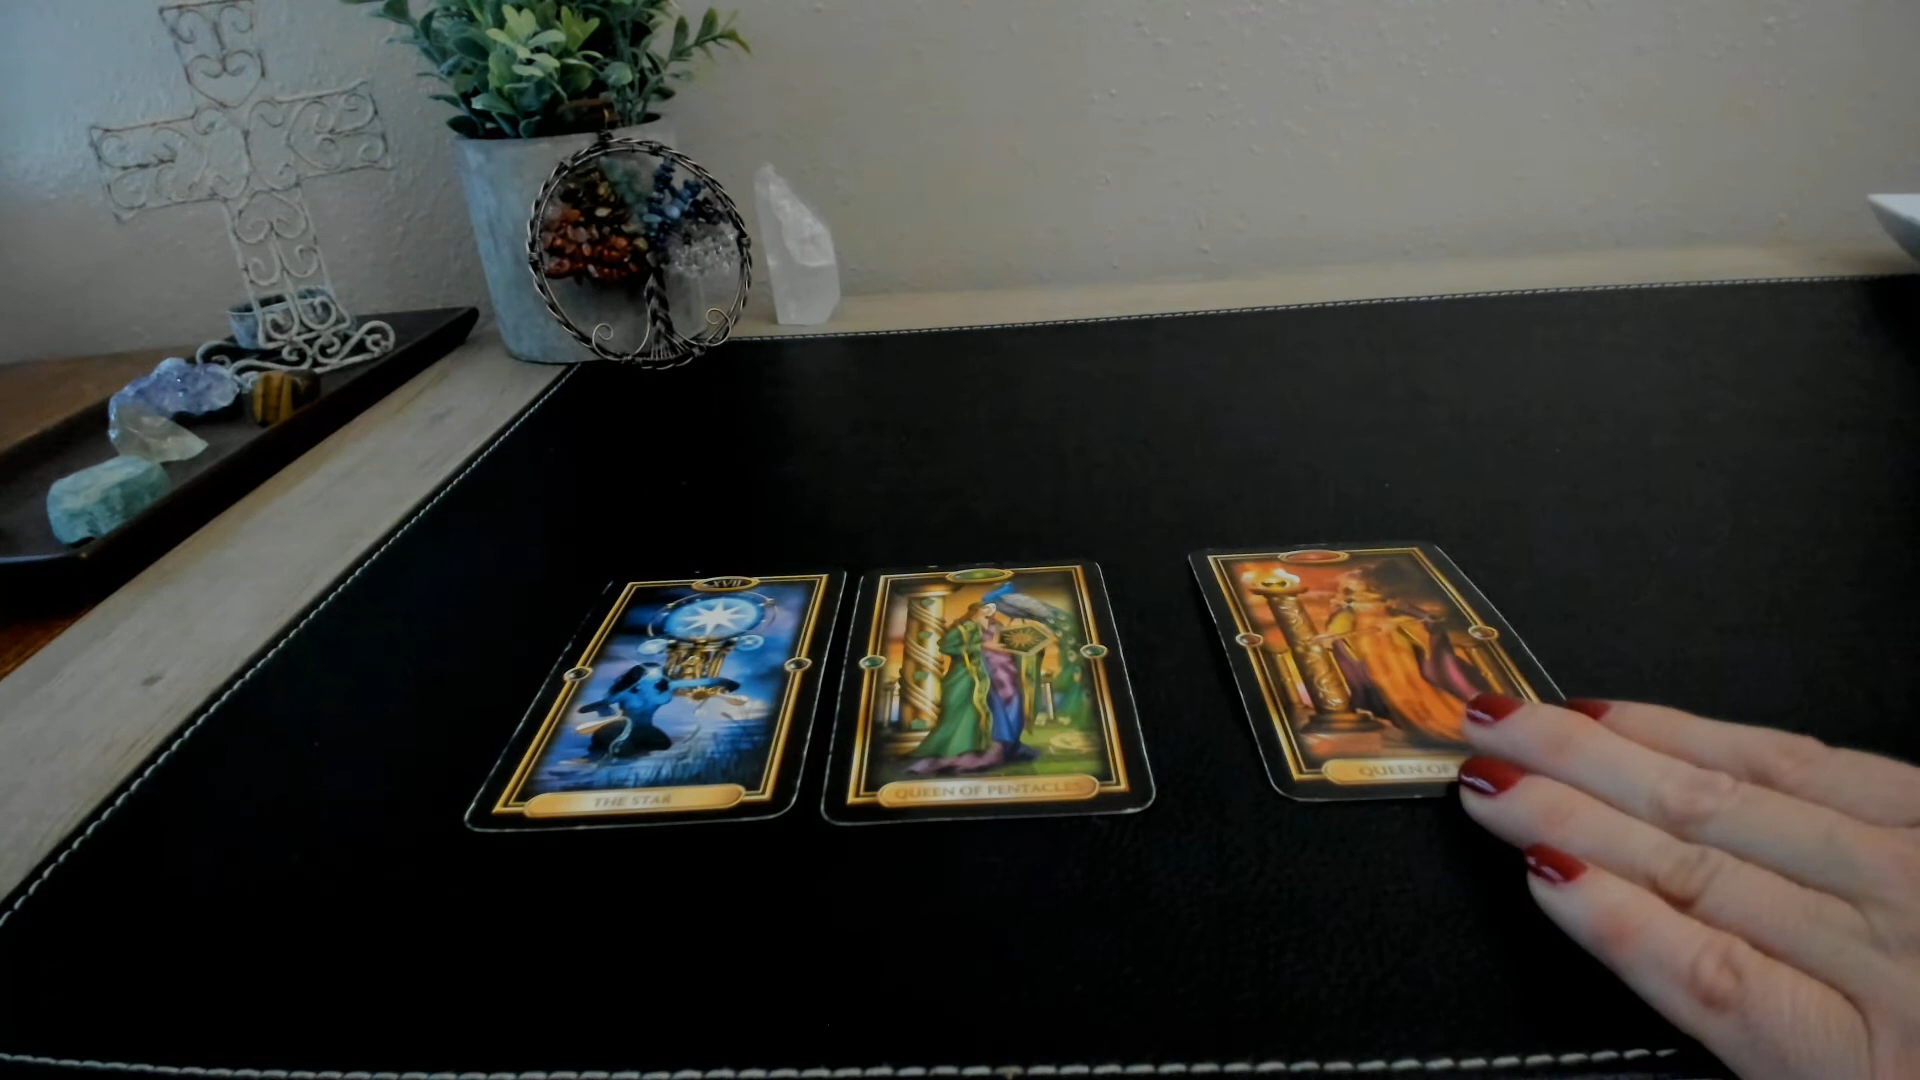 XVII
THE STAR
QUEEN OF PENTACLES
QUEEN OF